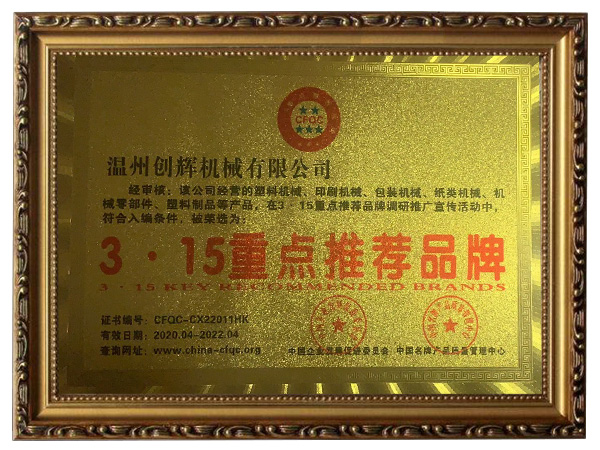 CFQC
温州创辉机械有限公司
经审核：该公司经营的塑料机械、印刷机械、包装机械、纸类机械、机
械零部件、塑料制品等产品，在3·15推荐品牌调研推广宣传活动中，
符合入编条件，被荣选为：
3·15重点推荐品牌
3·15 KEY RECOMMENDED BRANDS
证书编号：CFQC-CX22011HK
有效日期：2020.04-2022.04
查询网址：www.china-cfqc.org
中国企业发展促进委员会 中国名牌产品质量管理中心